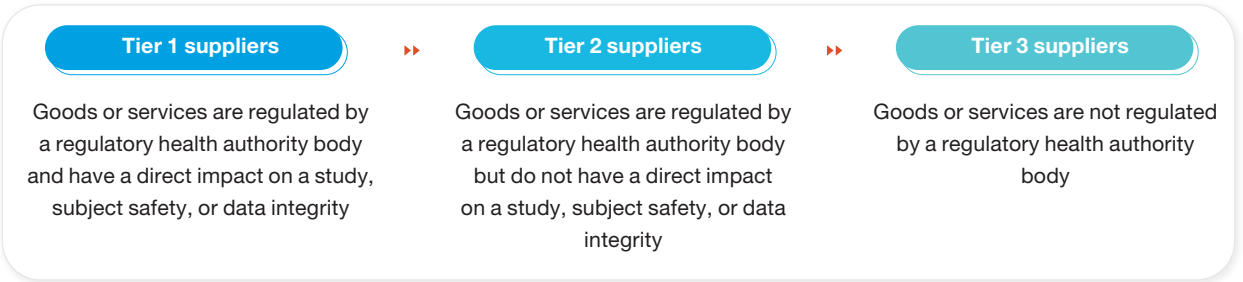 Tier 1 suppliers
Goods or services are regulated by
a regulatory health authority body
and have a direct impact on a study,
subject safety, or data integrity
Tier 2 suppliers
Goods or services are regulated by
a regulatory health authority body
but do not have a direct impact
on a study, subject safety, or data
integrity
Tier 3 suppliers
Goods or services are not regulated
by a regulatory health authority
body